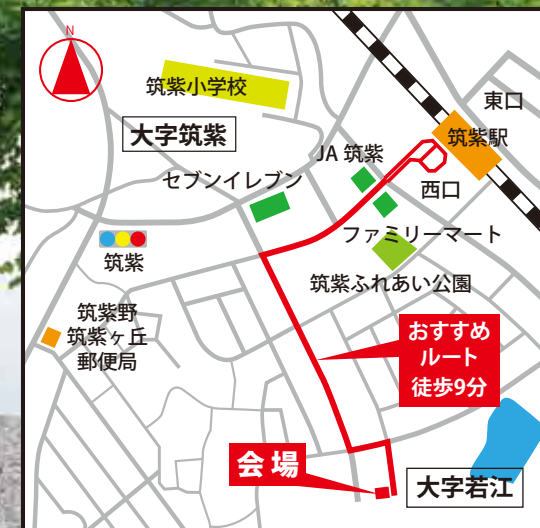 N
筑紫小学校
東口
大字筑紫
筑紫駅
JA 筑紫
セブンイレブン
西口
ファミリーマート
筑紫
筑紫ふれあい公園
筑紫野
筑紫ヶ丘
郵便局
おすすめ
ルート
徒歩9分
会場
大字若江